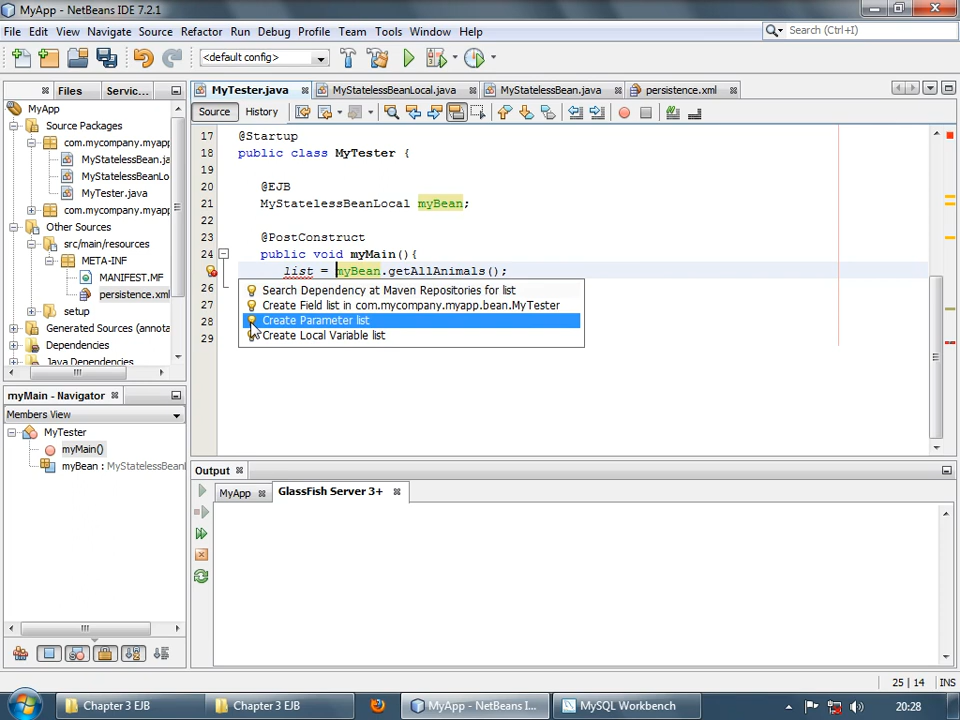 MyApp - NetBeans IDE 7.2.1
File Edit View Navigate Source Refactor Run Debug Profile Team Tools Window Help
Search (Ctrl+I)
<default config>
Files Servic...
MyTester.java MyStatelessBeanLocal.java MyStatelessBean.java persistence.xml
Source History
MyApp
Source Packages
com.mycompany.myapp
MyStatelessBean.ja
MyStatelessBeanLo
MyTester.java
com.mycompany.myapp
Other Sources
src/main/resources
META-INF
MANIFEST.MF
persistence.xml
setup
Generated Sources (annota
Dependencies
Java Dependencies
17 @Startup
18 public class MyTester {
19
20 @EJB
21 MyStatelessBeanLocal myBean;
22
23 @PostConstruct
24 public void myMain(){
list = myBean.getAllAnimals();
26
27
28
29
Search Dependency at Maven Repositories for list
Create Field list in com.mycompany.myapp.bean.MyTester
Create Parameter list
Create Local Variable list
myMain - Navigator
Members View
MyTester
myMain()
myBean : MyStatelessBeanl
Output
MyApp GlassFish Server 3+
25 | 14 INS
Chapter 3 EJB Chapter 3 EJB MyApp - NetBeans I... MySQL Workbench 20:28